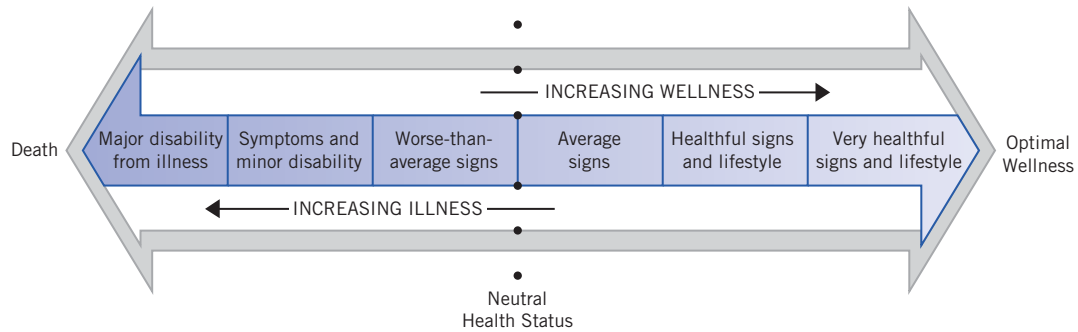 INCREASING WELLNESS
Death
Major disability
from illness
Symptoms and
minor disability
Worse-than-
average signs
Average
signs
Healthful signs
and lifestyle
Very healthful
signs and lifestyle
Optimal
Wellness
INCREASING ILLNESS
Neutral
Health Status